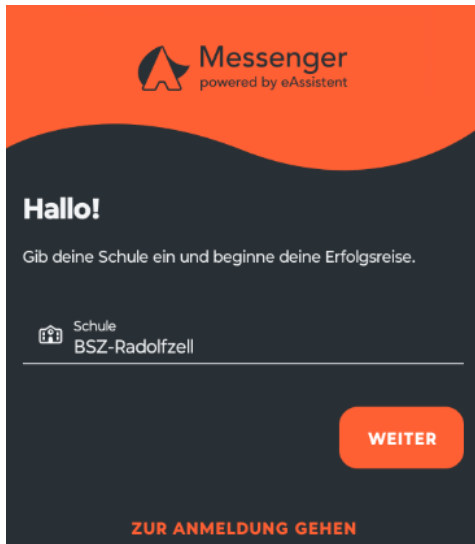 Messenger
powered by eAssistent
Hallo!
Gib deine Schule ein und beginne deine Erfolgsreise.
Schule
BSZ-Radolfzell
WEITER
ZUR ANMELDUNG GEHEN